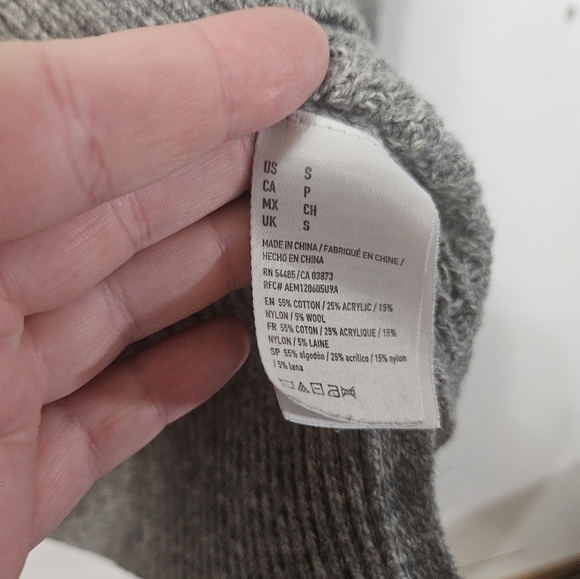 US S
CA P
MX CH
UK S
MADE IN CHINA / FABRIQUÉ EN CHINE /
HECHO EN CHINA
RN 54485 / CA 03873
RFC# AEM120605U9A
EN 55% COTTON / 25% ACRYLIC / 15%
NYLON / 5% WOOL
FR 55% COTON / 25% ACRYLIQUE / 15%
NYLON / 5% LAINE
SP 55% algodón / 25% acrílico / 15% nylon
/ 5% lana